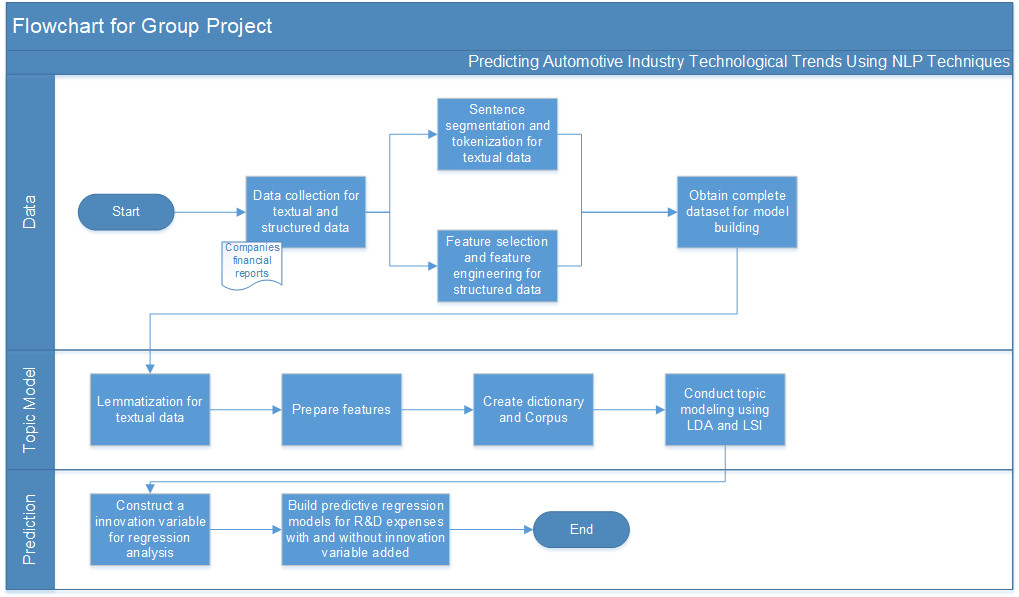 Flowchart for Group Project
Predicting Automotive Industry Technological Trends Using NLP Techniques
Data
Start
Data collection for
textual and
structured data
Companies
financial
reports
Sentence
segmentation and
tokenization for
textual data
Feature selection
and feature
engineering for
structured data
Obtain complete
dataset for model
building
Topic Model
Lemmatization for
textual data
Prepare features
Create dictionary
and Corpus
Conduct topic
modeling using
LDA and LSI
Prediction
Construct a
innovation variable
for regression
analysis
Build predictive regression
models for R&D expenses
with and without innovation
variable added
End